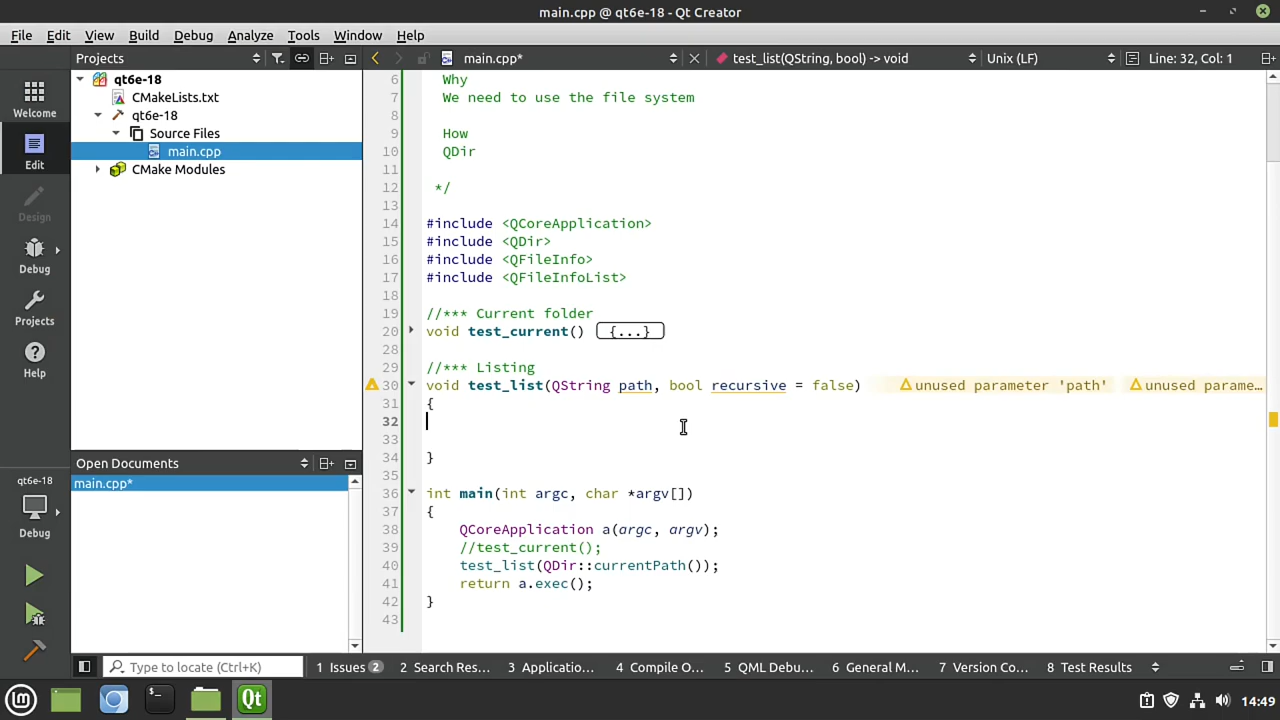 main.cpp @ qt6e-18 - Qt Creator
File Edit View Build Debug Analyze Tools Window Help
Projects
main.cpp*
test_list(QString, bool) -> void
Unix (LF)
Line: 32, Col: 1
Welcome
Edit
Design
Debug
Projects
Help
qt6e-18
Debug
qt6e-18
CMakeLists.txt
qt6e-18
Source Files
main.cpp
CMake Modules
Open Documents
main.cpp*
6 Why
7 We need to use the file system
8
9 How
10 QDir
11
12 */
13
14 #include <QCoreApplication>
15 #include <QDir>
16 #include <QFileInfo>
17 #include <QFileInfoList>
18
19 //*** Current folder
20 void test_current() {...}
28
29 //*** Listing
30 void test_list(QString path, bool recursive = false) unused parameter 'path' unused parame...
31 {
32
33
34 }
35
36 int main(int argc, char *argv[])
37 {
38 QCoreApplication a(argc, argv);
39 //test_current();
40 test_list(QDir::currentPath());
41 return a.exec();
42 }
43
Type to locate (Ctrl+K)
1 Issues 2
2 Search Res...
3 Applicatio...
4 Compile O...
5 QML Debu...
6 General M...
7 Version Co...
8 Test Results
Qt
14:49